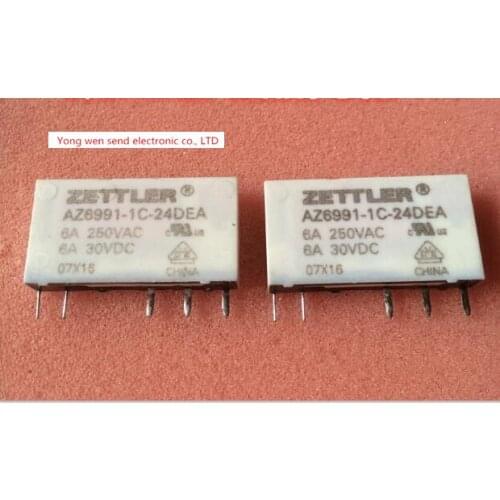 Yong wen send electronic co., LTD
ZETTLER®
AZ6991-1C-24DEA
6A 250VAC
6A 30VDC
07X16
CHINA
ZETTLER®
AZ6991-1C-24DEA
6A 250VAC
6A 30VDC
07X16
CHINA